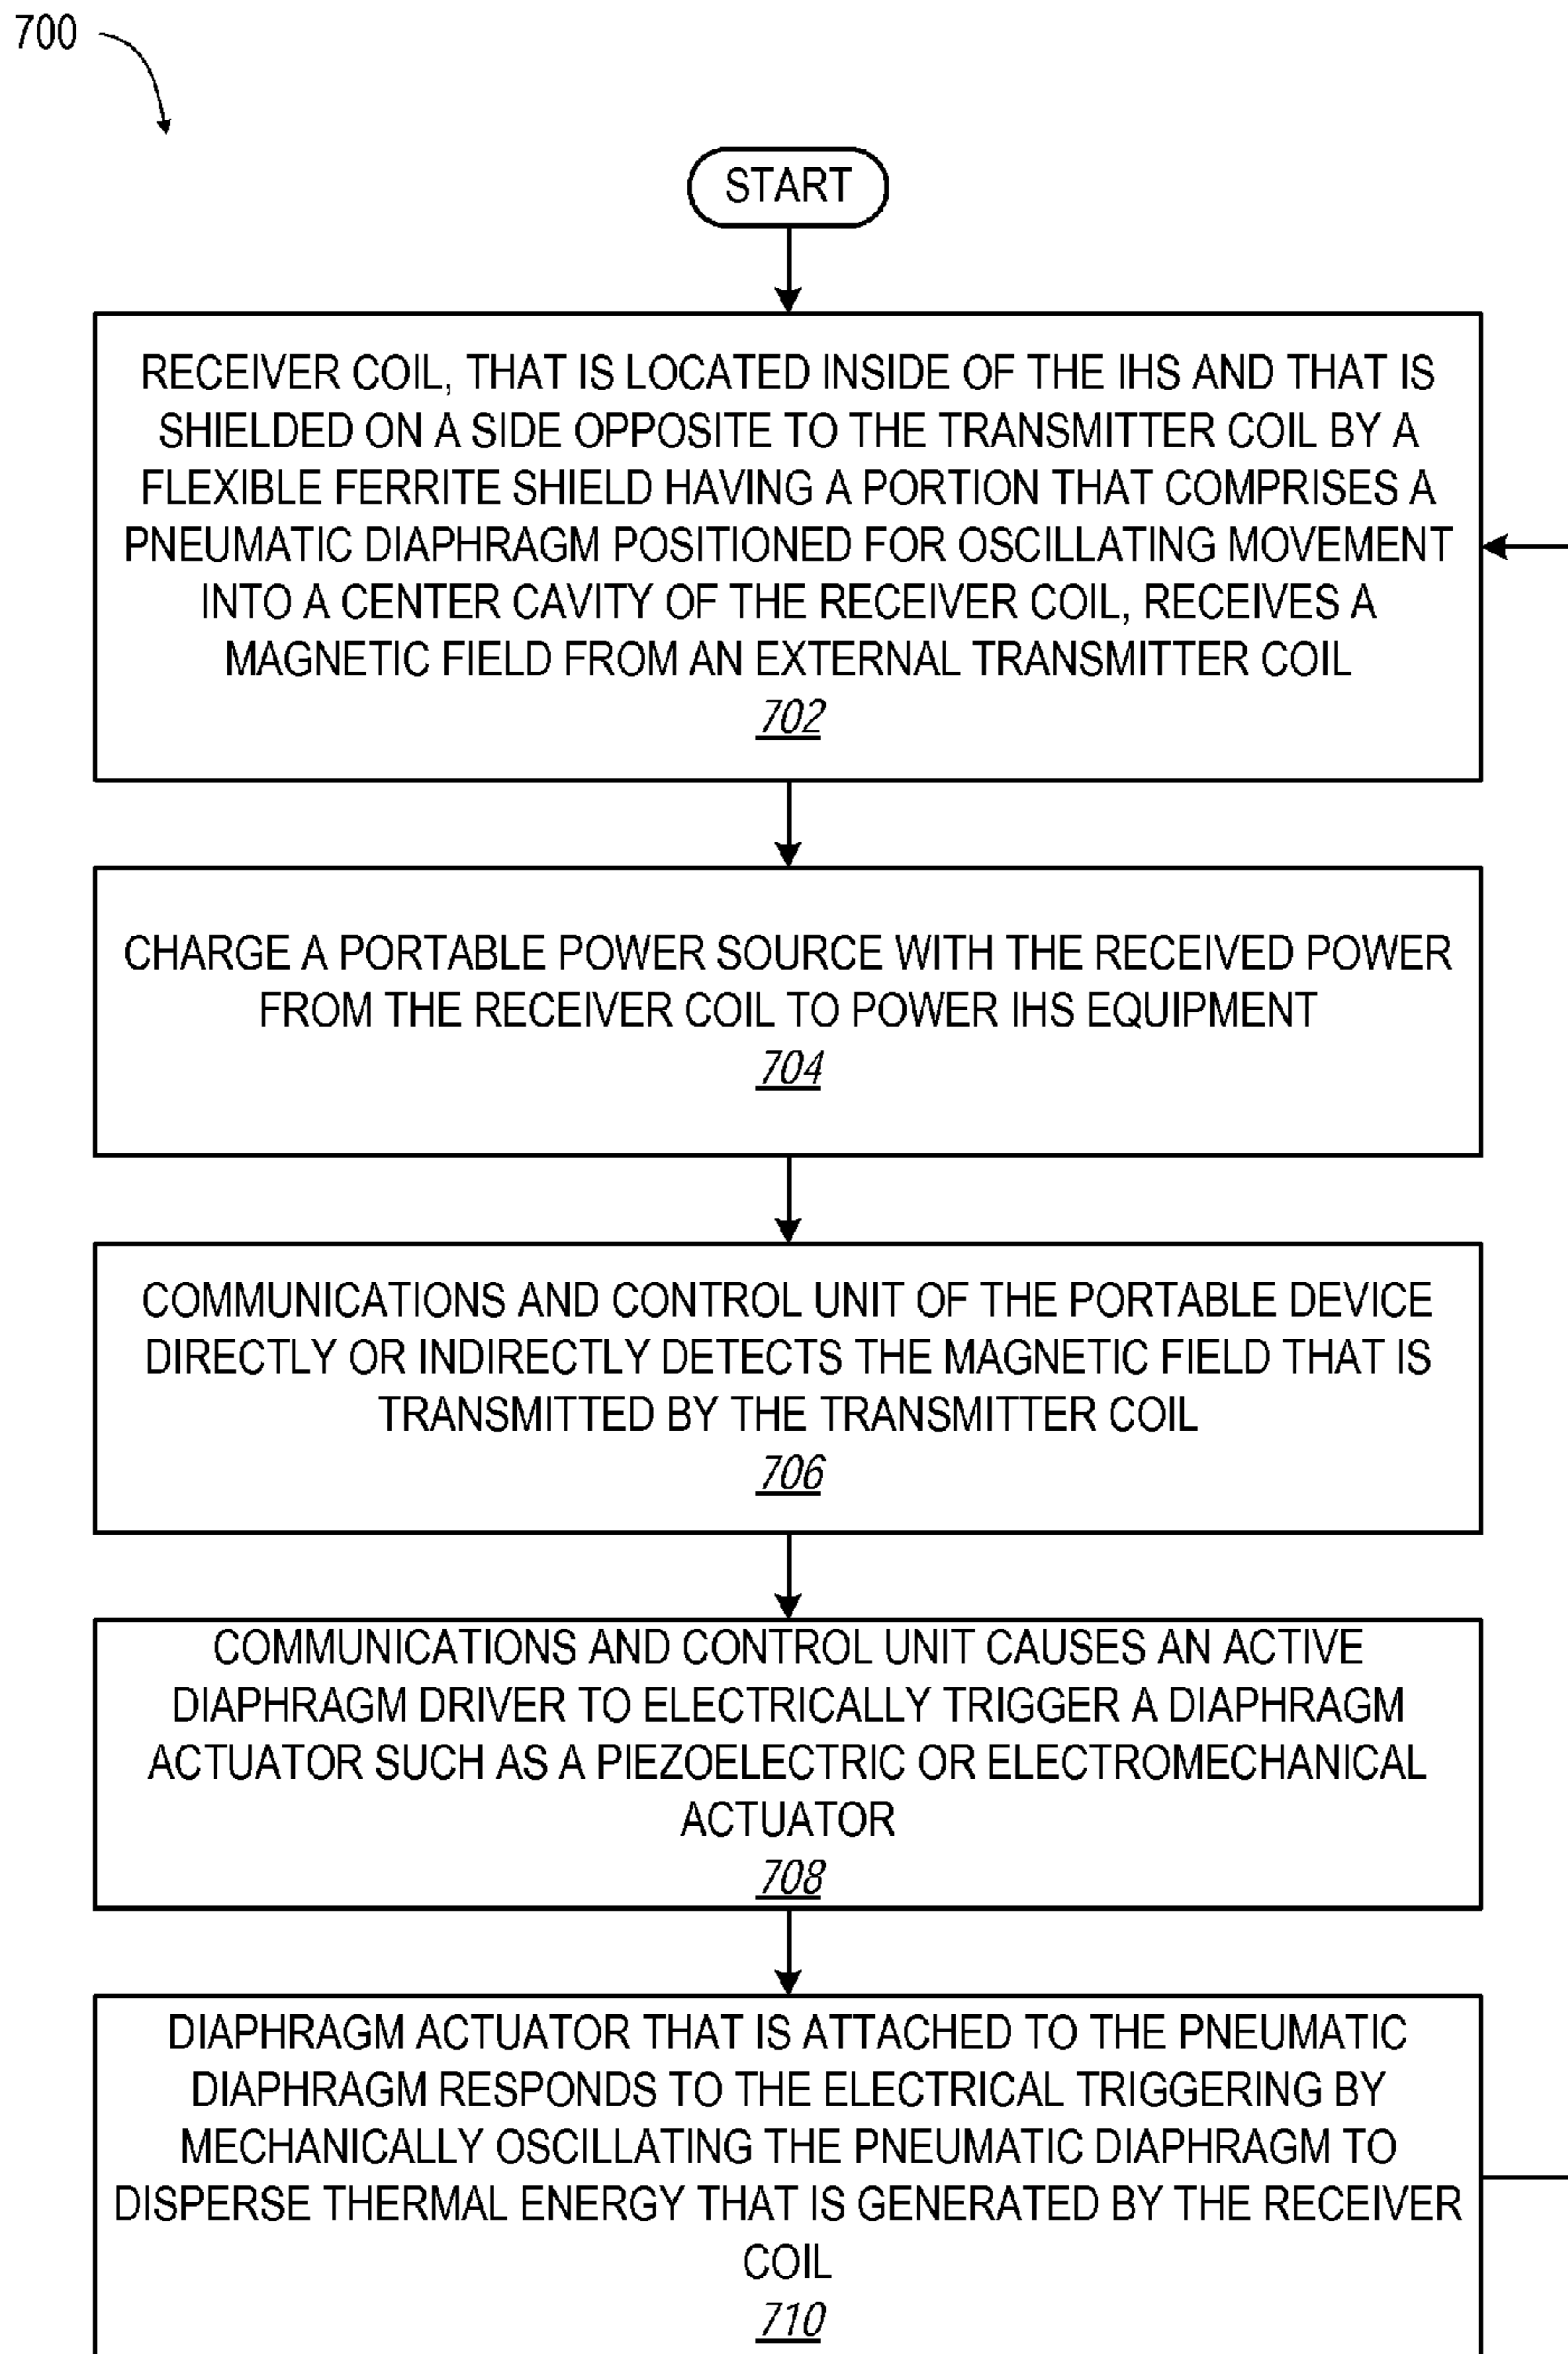 700
START
RECEIVER COIL, THAT IS LOCATED INSIDE OF THE IHS AND THAT IS
SHIELDED ON A SIDE OPPOSITE TO THE TRANSMITTER COIL BY A
FLEXIBLE FERRITE SHIELD HAVING A PORTION THAT COMPRISES A
PNEUMATIC DIAPHRAGM POSITIONED FOR OSCILLATING MOVEMENT
INTO A CENTER CAVITY OF THE RECEIVER COIL, RECEIVES A
MAGNETIC FIELD FROM AN EXTERNAL TRANSMITTER COIL
702
CHARGE A PORTABLE POWER SOURCE WITH THE RECEIVED POWER
FROM THE RECEIVER COIL TO POWER IHS EQUIPMENT
704
COMMUNICATIONS AND CONTROL UNIT OF THE PORTABLE DEVICE
DIRECTLY OR INDIRECTLY DETECTS THE MAGNETIC FIELD THAT IS
TRANSMITTED BY THE TRANSMITTER COIL
706
COMMUNICATIONS AND CONTROL UNIT CAUSES AN ACTIVE
DIAPHRAGM DRIVER TO ELECTRICALLY TRIGGER A DIAPHRAGM
ACTUATOR SUCH AS A PIEZOELECTRIC OR ELECTROMECHANICAL
ACTUATOR
708
DIAPHRAGM ACTUATOR THAT IS ATTACHED TO THE PNEUMATIC
DIAPHRAGM RESPONDS TO THE ELECTRICAL TRIGGERING BY
MECHANICALLY OSCILLATING THE PNEUMATIC DIAPHRAGM TO
DISPERSE THERMAL ENERGY THAT IS GENERATED BY THE RECEIVER
COIL
710